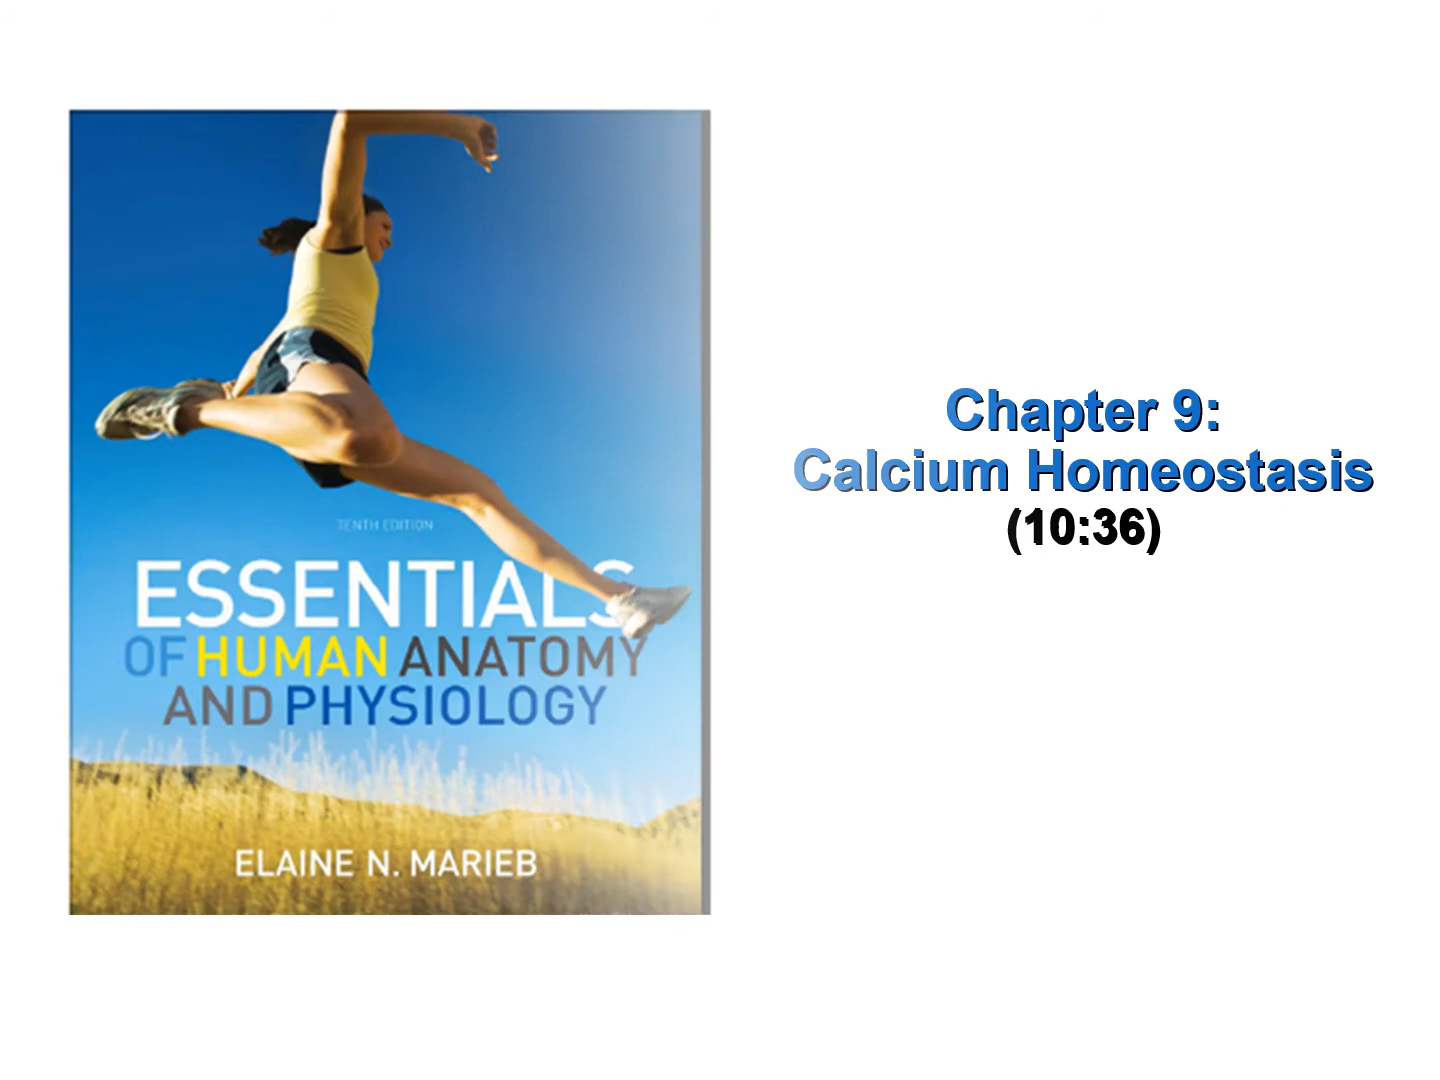 TENTH EDITION
ESSENTIALS
OF HUMAN ANATOMY
AND PHYSIOLOGY
ELAINE N. MARIEB
Chapter 9:
Calcium Homeostasis
(10:36)